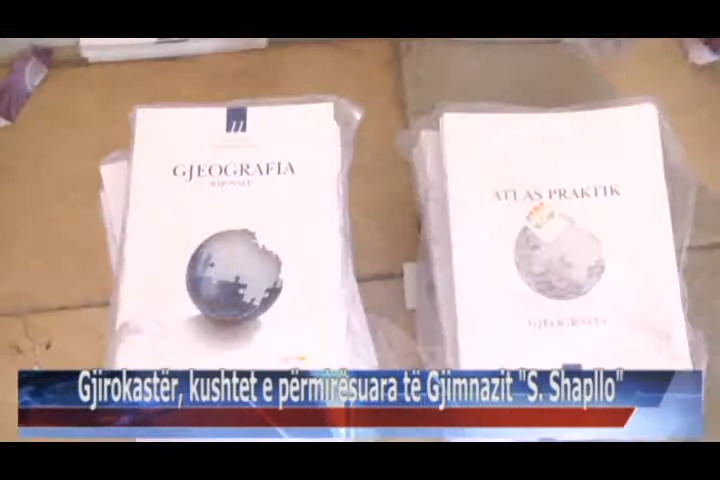 u
GJEOGRAFIA
ATLAS PRAKTIK
GJEOGRAFIA
Gjirokastër, kushtet e përmirësuara të Gjimnazit "S. Shapllo"